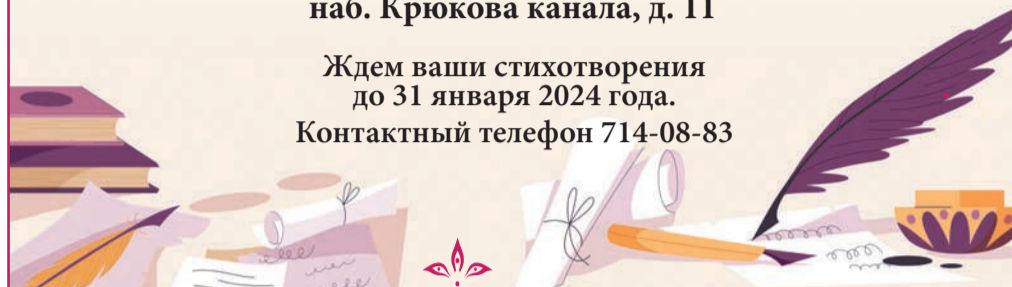 наб. Крюкова канала, д. 11
Ждем ваши стихотворения
до 31 января 2024 года.
Контактный телефон 714-08-83